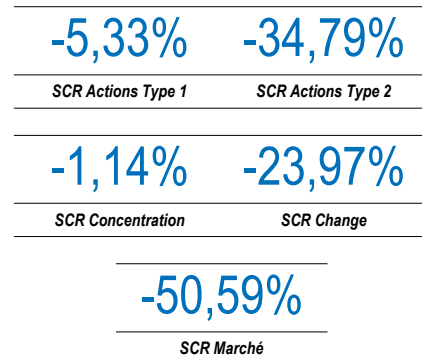 -5,33% -34,79%
SCR Actions Type 1 SCR Actions Type 2
-1,14% -23,97%
SCR Concentration SCR Change
-50,59%
SCR Marché